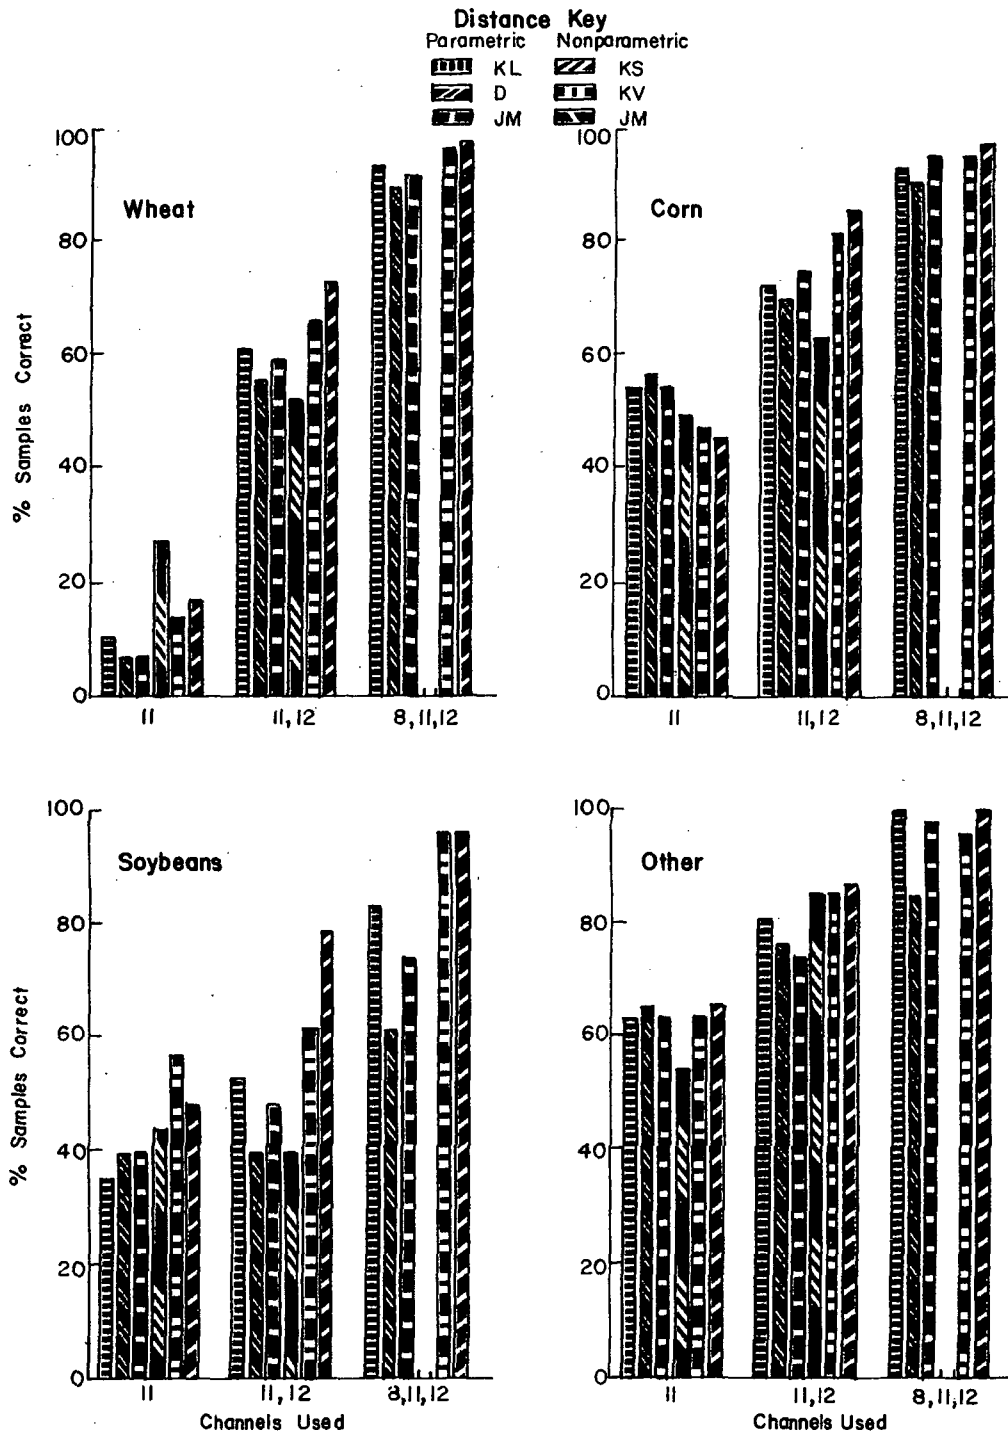 Distance Key
Parametric Nonparametric
KL KS
D KV
JM JM
100
80
60
40
20
0
% Samples Correct
Wheat
11 11,12 8,11,12
100
80
60
40
20
0
Corn
11 11,12 8,11,12
100
80
60
40
20
0
% Samples Correct
Soybeans
11 11,12 8,11,12
Channels Used
100
80
60
40
20
0
Other
11 11,12 8,11,12
Channels Used